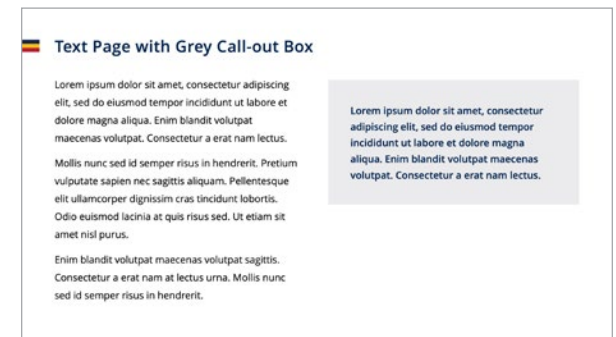 Text Page with Grey Call-out Box
Lorem ipsum dolor sit amet, consectetur adipiscing
elit, sed do eiusmod tempor incididunt ut labore et
dolore magna aliqua. Enim blandit volutpat
maecenas volutpat. Consectetur a erat nam lectus.
Mollis nunc sed id semper risus in hendrerit. Pretium
vulputate sapien nec sagittis aliquam. Pellentesque
elit ullamcorper dignissim cras tincidunt lobortis.
Odio euismod lacinia at quis risus sed. Ut etiam sit
amet nisl purus.
Enim blandit volutpat maecenas volutpat sagittis.
Consectetur a erat nam at lectus urna. Mollis nunc
sed id semper risus in hendrerit.
Lorem ipsum dolor sit amet, consectetur
adipiscing elit, sed do eiusmod tempor
incididunt ut labore et dolore magna
aliqua. Enim blandit volutpat maecenas
volutpat. Consectetur a erat nam lectus.